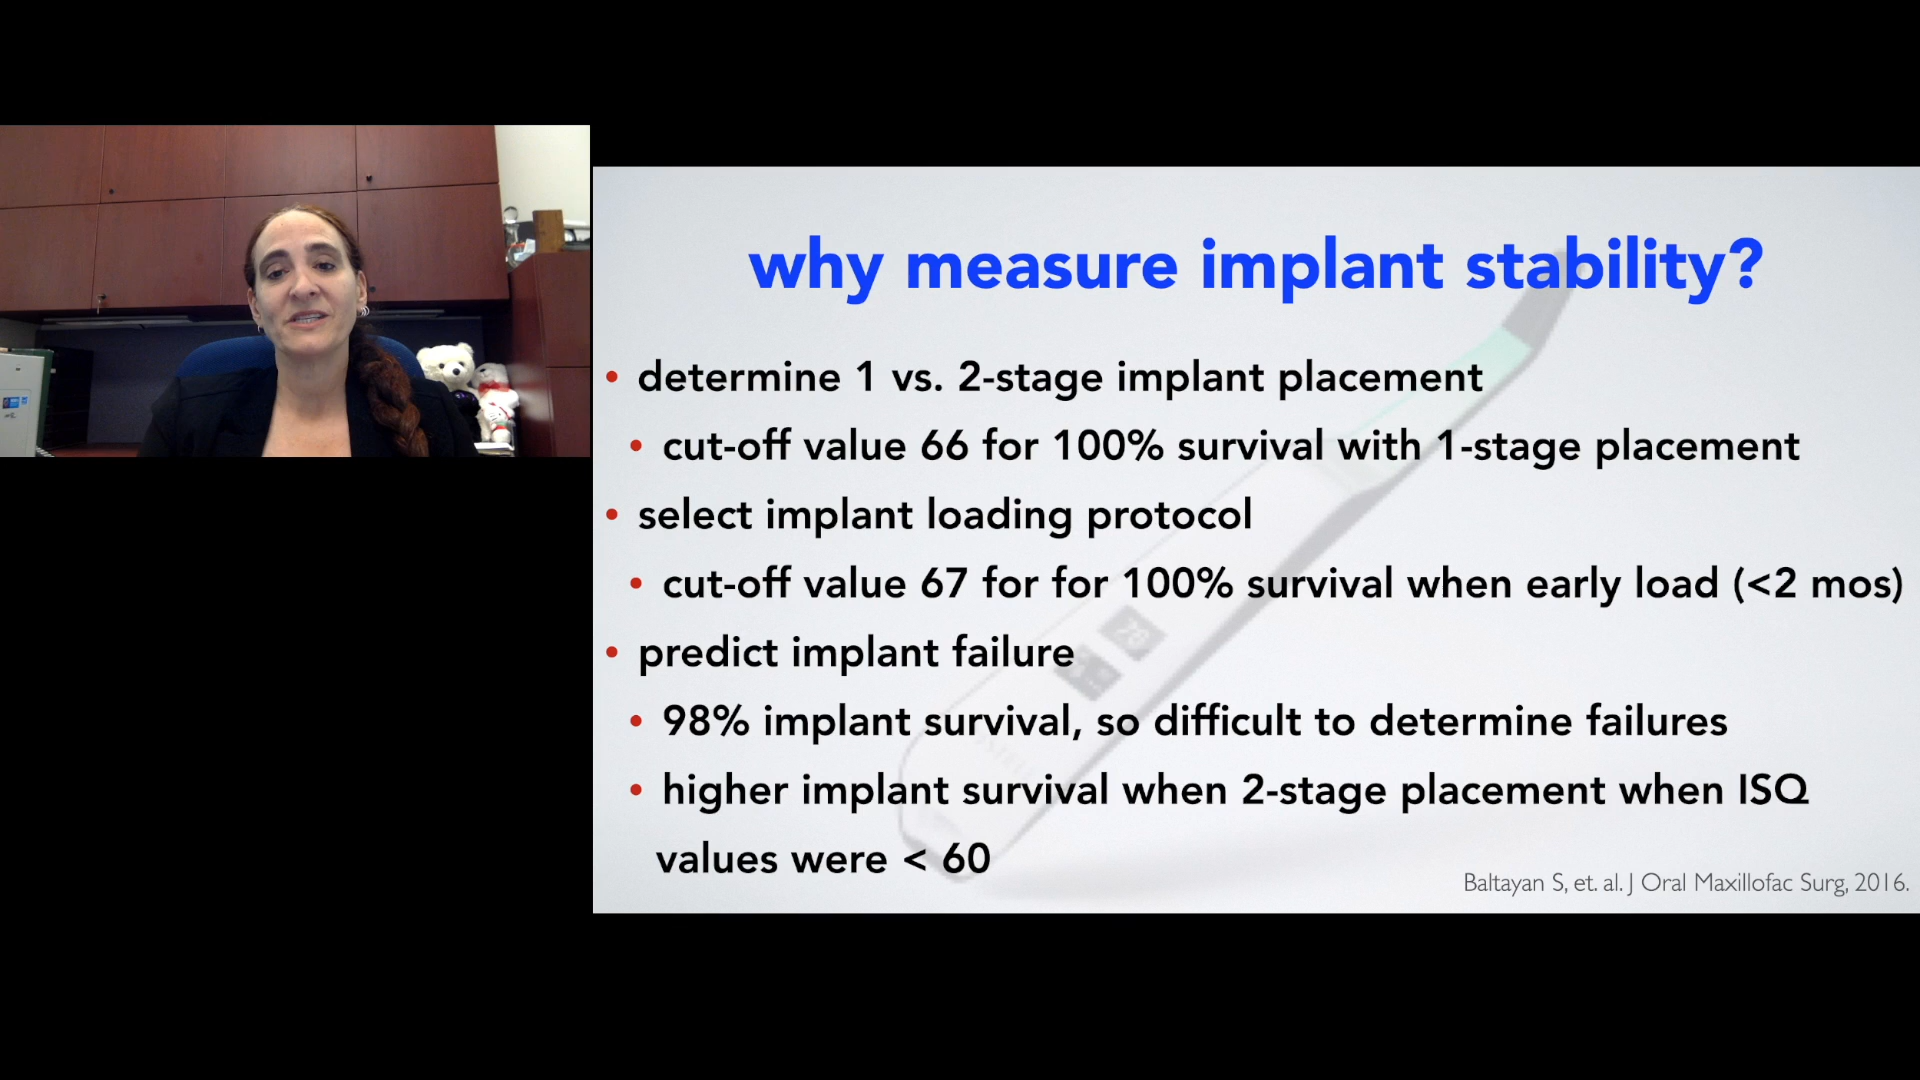 why measure implant stability?
• determine 1 vs. 2-stage implant placement
• cut-off value 66 for 100% survival with 1-stage placement
• select implant loading protocol
• cut-off value 67 for for 100% survival when early load (<2 mos)
• predict implant failure
78
• 98% implant survival, so difficult to determine failures
• higher implant survival when 2-stage placement when ISQ
values were < 60
Baltayan S, et. al. J Oral Maxillofac Surg, 2016.